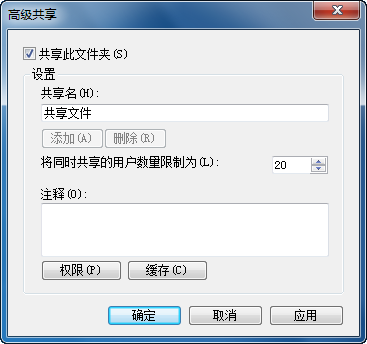 高级共享
共享此文件夹(S)
设置
共享名(H):
共享文件
添加(A) 删除(R)
将同时共享的用户数量限制为(L): 20
注释(O):
权限(P) 缓存(C)
确定 取消 应用